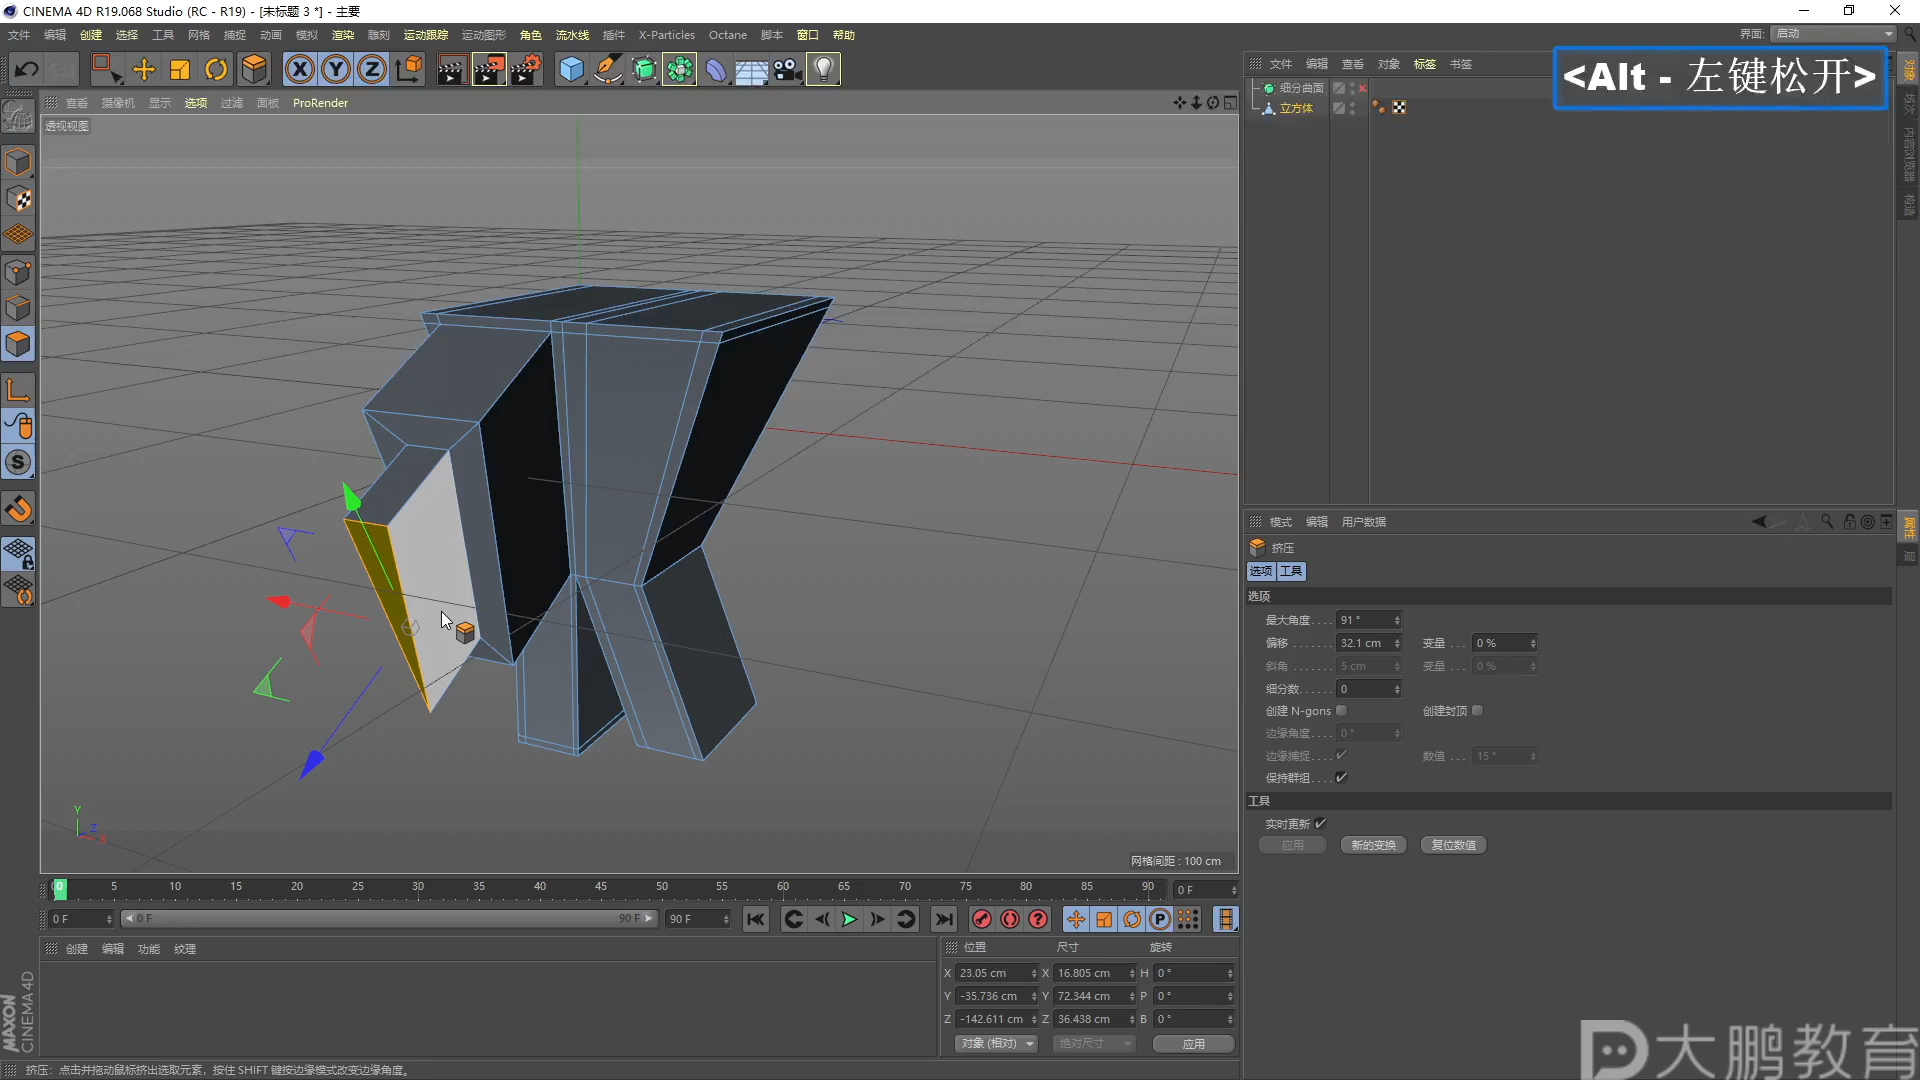 CINEMA 4D R19.068 Studio (RC - R19) - [未标题 3 *] - 主要
文件 编辑 创建 选择 工具 网格 捕捉 动画 模拟 渲染 雕刻 运动跟踪 运动图形 角色 流水线 插件 X-Particles Octane 脚本 窗口 帮助
界面: 启动
<Alt - 左键松开>
查看 摄像机 显示 选项 过滤 面板 ProRender
透视视图
文件 编辑 查看 对象 标签 书签
细分曲面
立方体
对象
场次
内容浏览器
构造
模式 编辑 用户数据
属性
层
挤压
选项 工具
选项
最大角度 . . . . 91 °
偏移 . . . . . . . 32.1 cm 变量 . . . 0 %
斜角 . . . . . . . 5 cm 变量 . . . 0 %
细分数. . . . . . 0
创建 N-gons 创建封顶
边缘角度. . . . 0 °
边缘捕捉. . . . 数值 . . . 15 °
保持群组. . . .
工具
实时更新
应用 新的变换 复位数值
Y
Z
X
网格间距 : 100 cm
0 5 10 15 20 25 30 35 40 45 50 55 60 65 70 75 80 85 90 0 F
0 F 0 F 90 F 90 F
创建 编辑 功能 纹理
位置 尺寸 旋转
X 23.05 cm X 16.805 cm H 0 °
Y -35.736 cm Y 72.344 cm P 0 °
Z -142.611 cm Z 36.438 cm B 0 °
对象 (相对) 绝对尺寸 应用
MAXON
CINEMA 4D
挤压：点击并拖动鼠标挤出选取元素，按住 SHIFT 键按边缘模式改变边缘角度。
大鹏教育